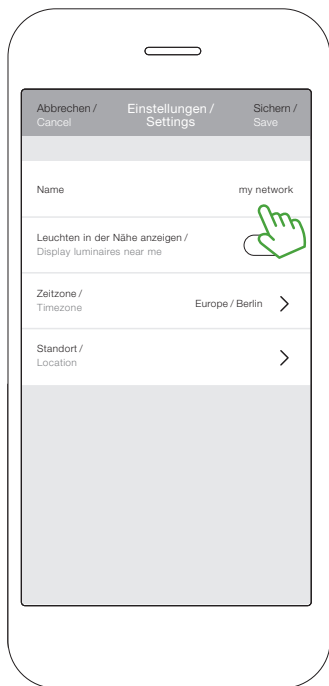 Abbrechen / Einstellungen / Sichern /
Cancel Settings Save
Name my network
Leuchten in der Nähe anzeigen /
Display luminaires near me
Zeitzone /
Timezone Europe / Berlin
Standort /
Location